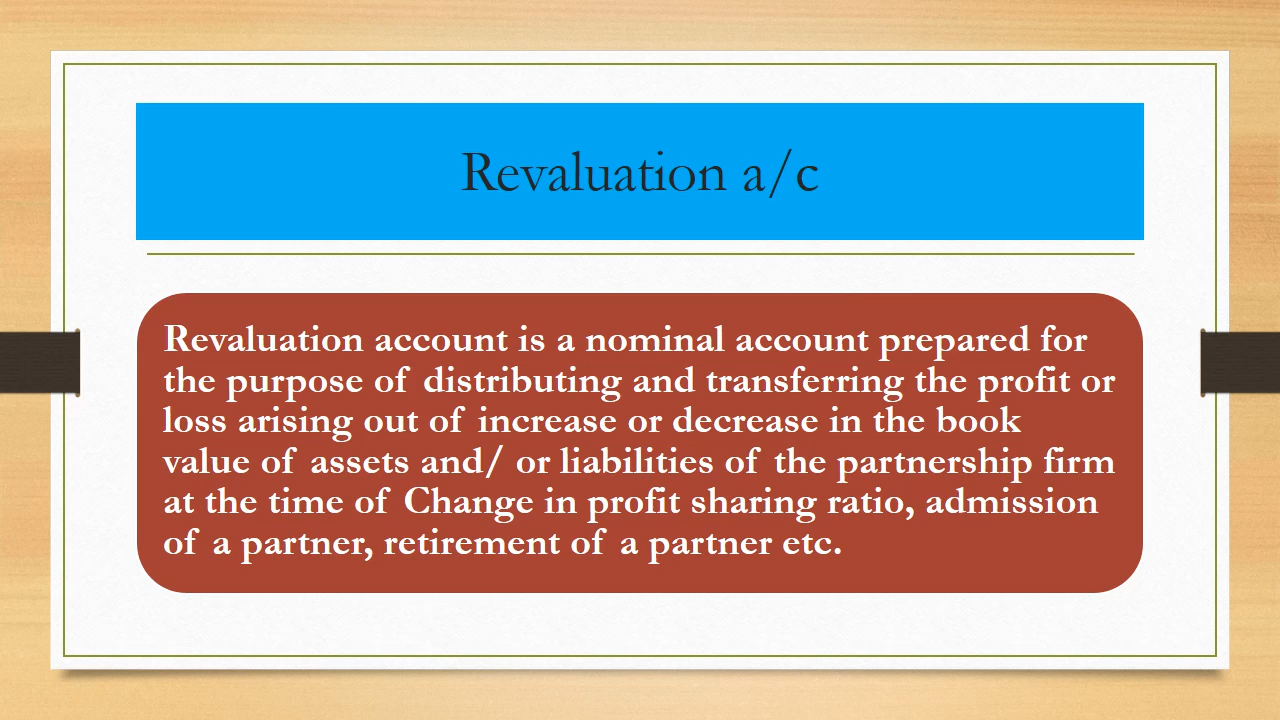 Revaluation a/c
Revaluation account is a nominal account prepared for
the purpose of distributing and transferring the profit or
loss arising out of increase or decrease in the book
value of assets and/ or liabilities of the partnership firm
at the time of Change in profit sharing ratio, admission
of a partner, retirement of a partner etc.